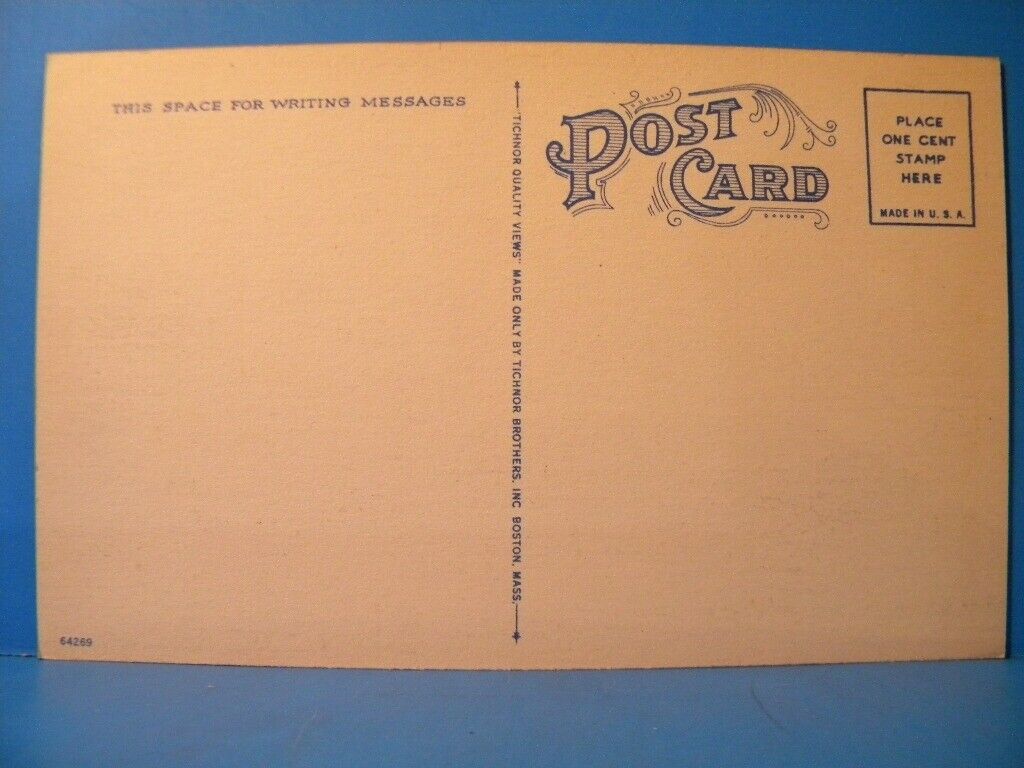 THIS SPACE FOR WRITING MESSAGES
"TICHNOR QUALITY VIEWS" MADE ONLY BY TICHNOR BROTHERS, INC BOSTON, MASS.
POST
CARD
PLACE
ONE CENT
STAMP
HERE
MADE IN U. S. A.
64269